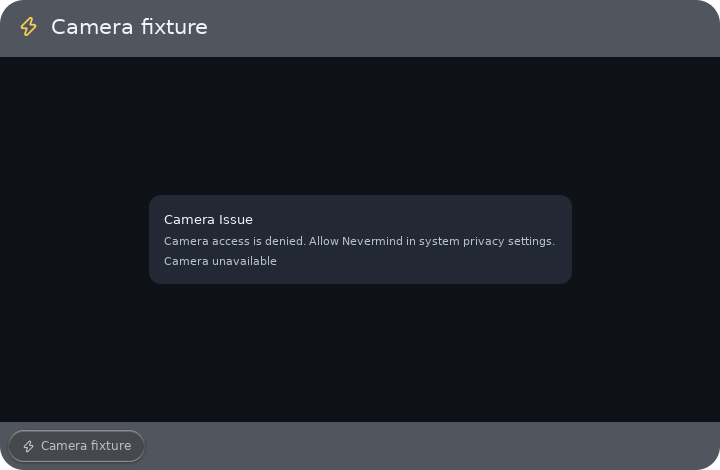 Camera fixture
Camera Issue
Camera access is denied. Allow Nevermind in system privacy settings.
Camera unavailable
Camera fixture